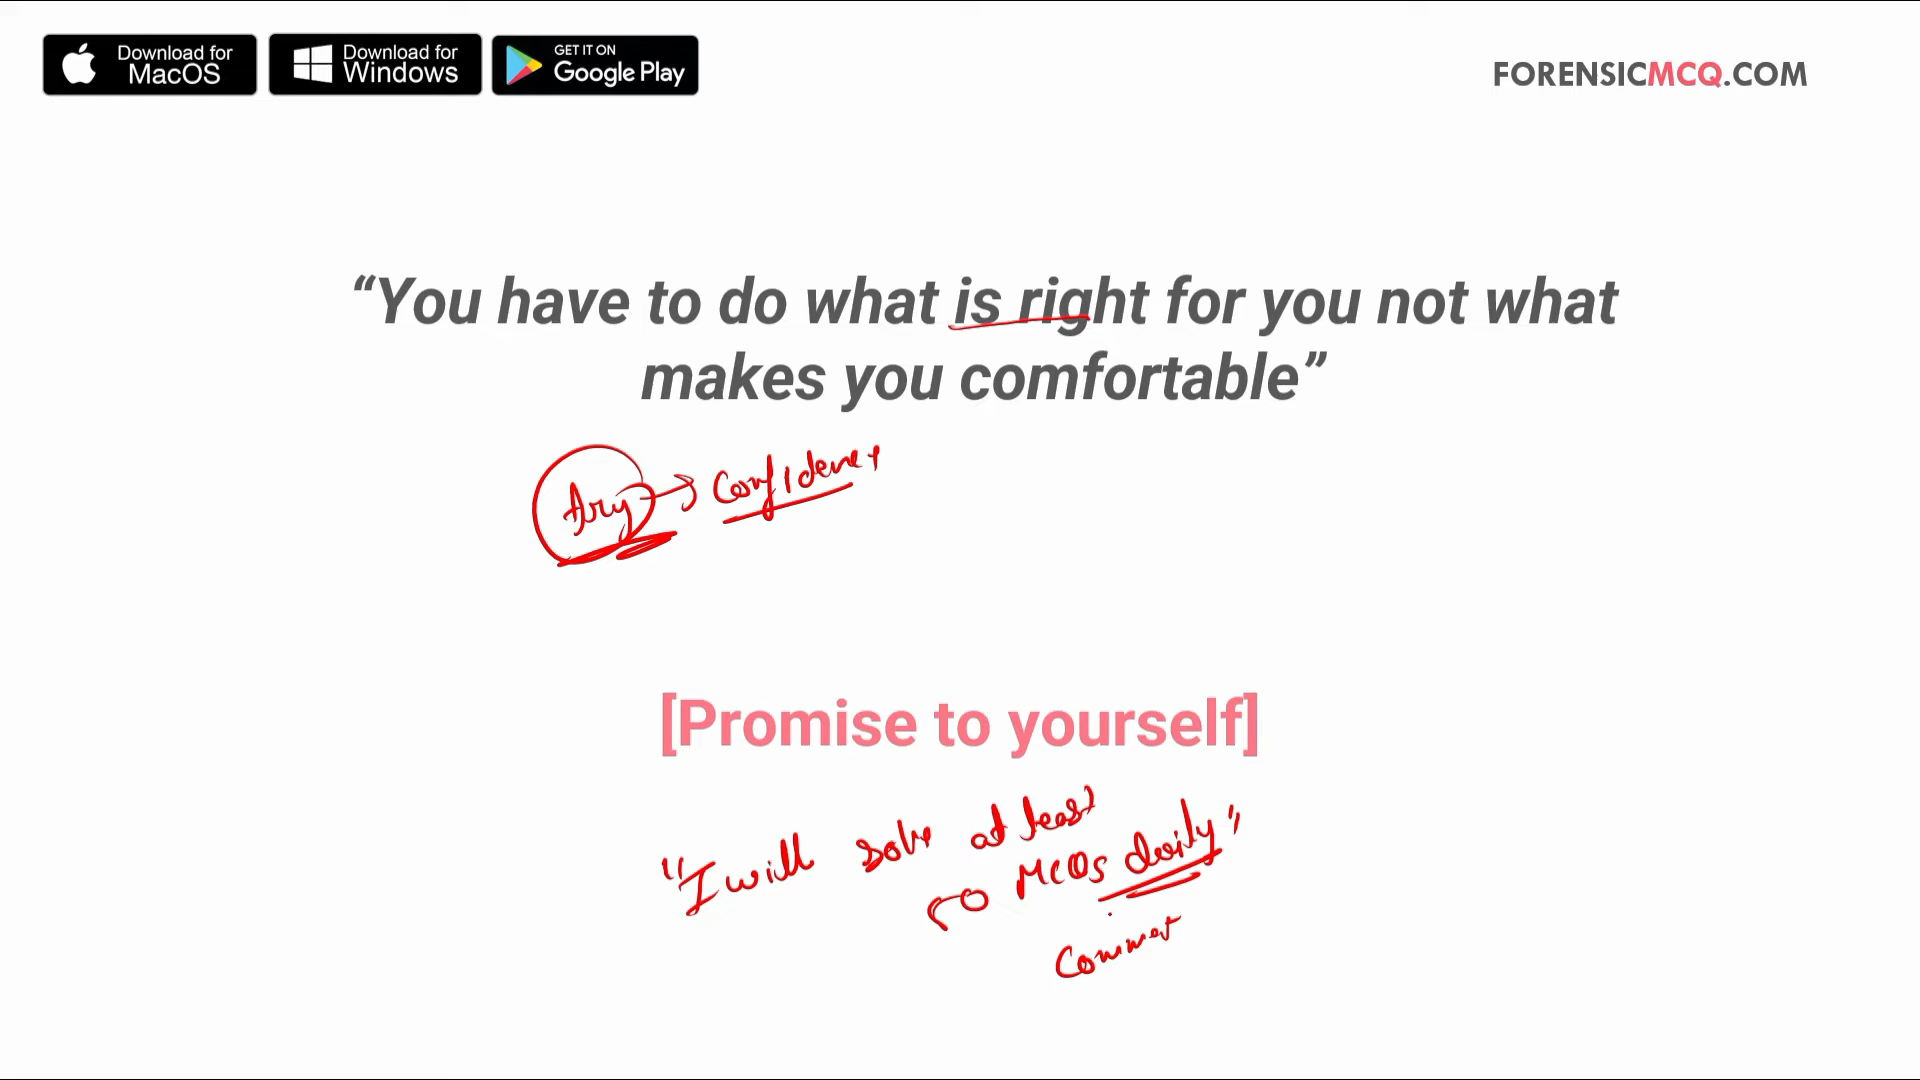 Download for
MacOS
Download for
Windows
GET IT ON
Google Play
FORENSICMCQ.COM
“You have to do what is right for you not what
makes you comfortable”
try → Confident
[Promise to yourself]
"I will solve at least
50 MCQs daily"
Comment